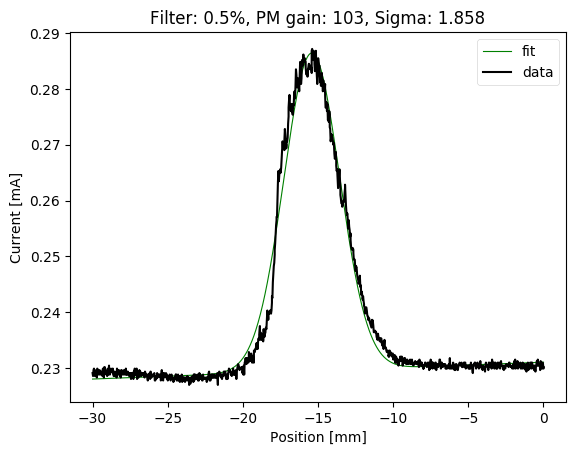 Filter: 0.5%, PM gain: 103, Sigma: 1.858
fit
data
0.29
0.28
0.27
0.26
0.25
0.24
0.23
Current [mA]
−30
−25
−20
−15
−10
−5
0
Position [mm]